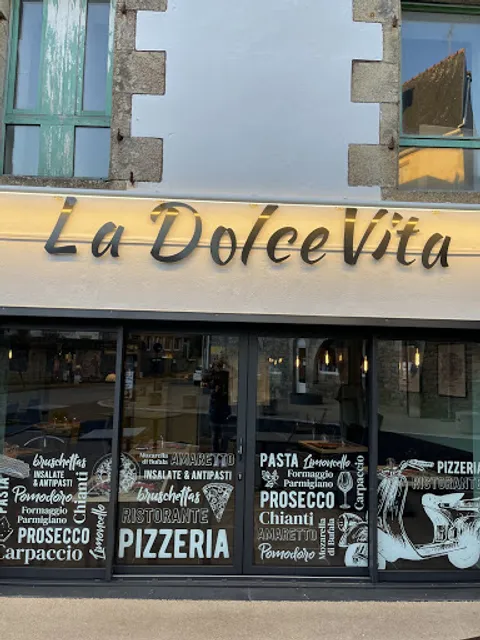 La Dolce Vita
PASTA
bruschettas
INSALATE
& ANTIPASTI
Pomodoro
Formaggio
Parmigiano
PROSECCO
Carpaccio
Chianti
Limoncello
Mozzarella
di Bufala
AMARETTO
INSALATE & ANTIPASTI
bruschettas
RISTORANTE
PIZZERIA
PASTA Limoncello
Formaggio
Parmigiano
PROSECCO
Chianti
AMARETTO
Pomodoro
Mozzarella
di Bufala
Carpaccio
PIZZERIA
RISTORANTE